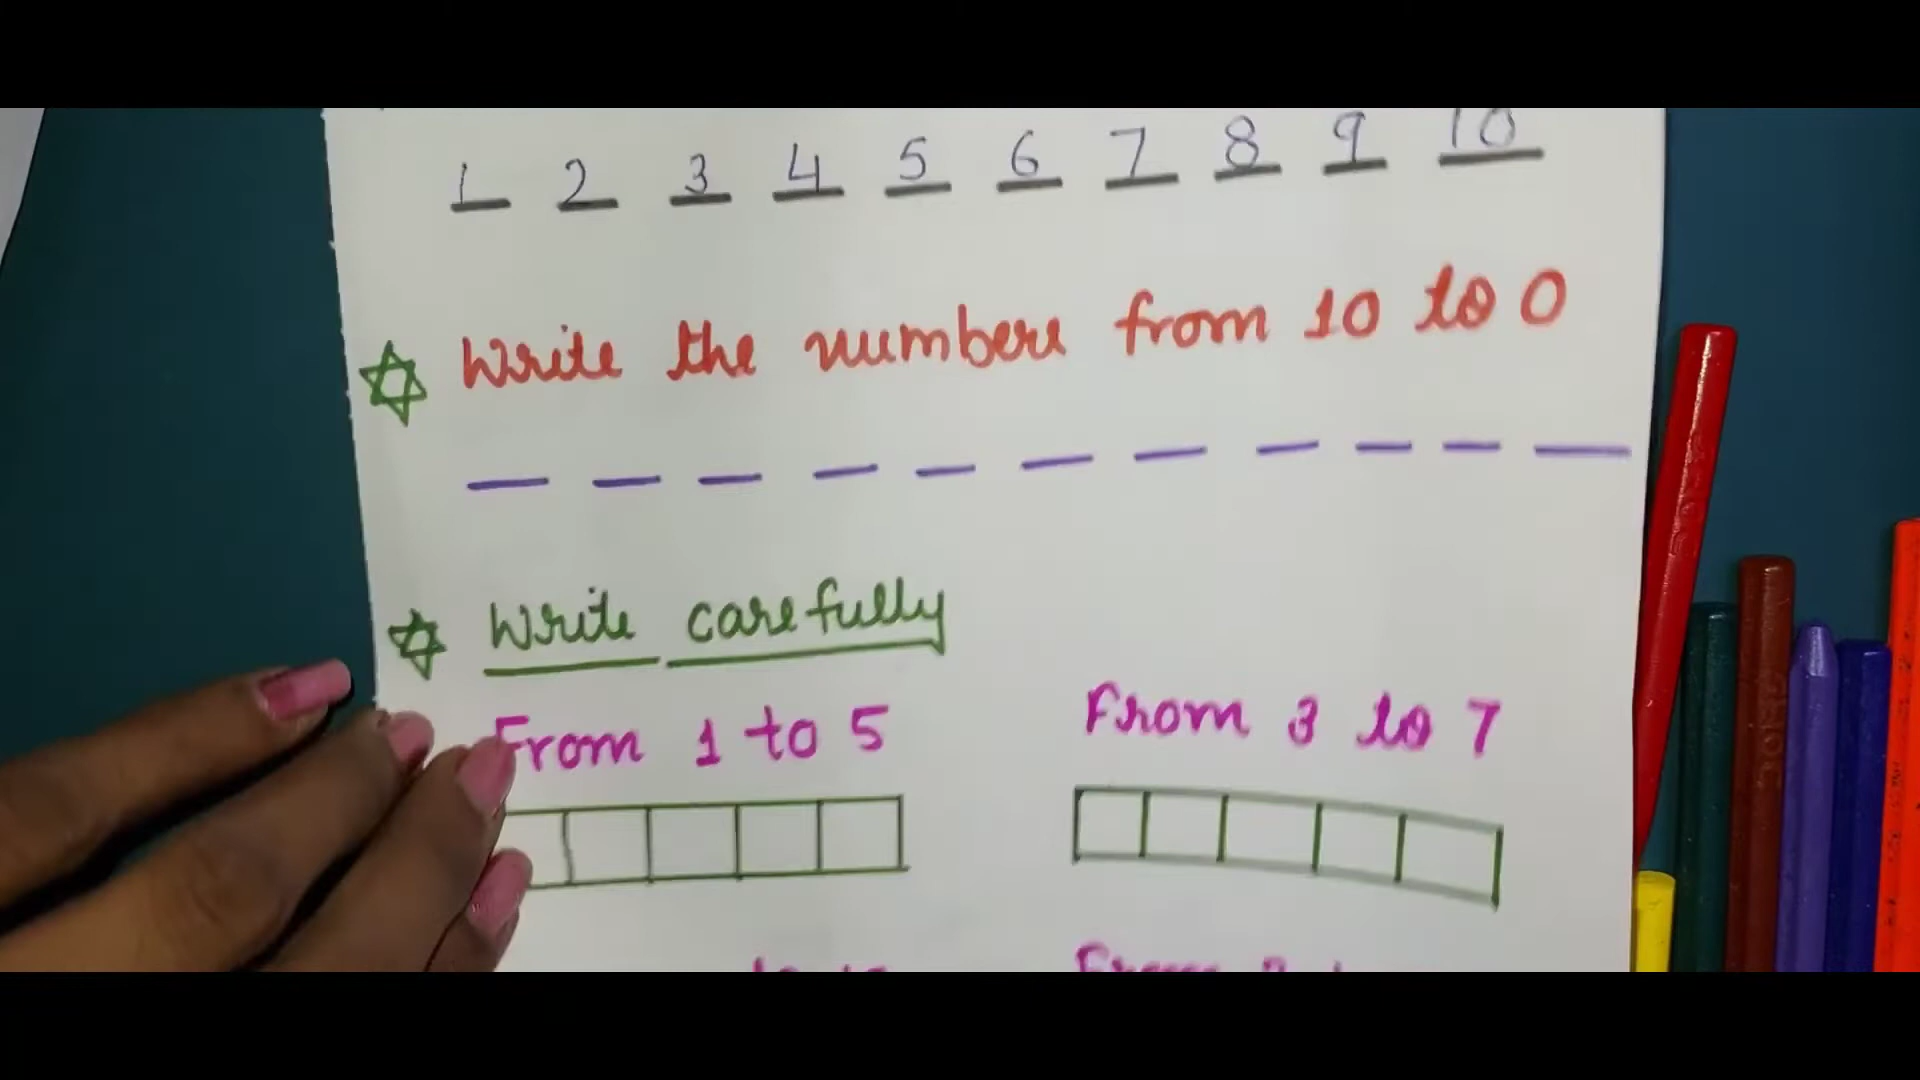 1 2 3 4 5 6 7 8 9 10
Write the numbers from 10 to 0
Write carefully
From 1 to 5
From 3 to 7
From